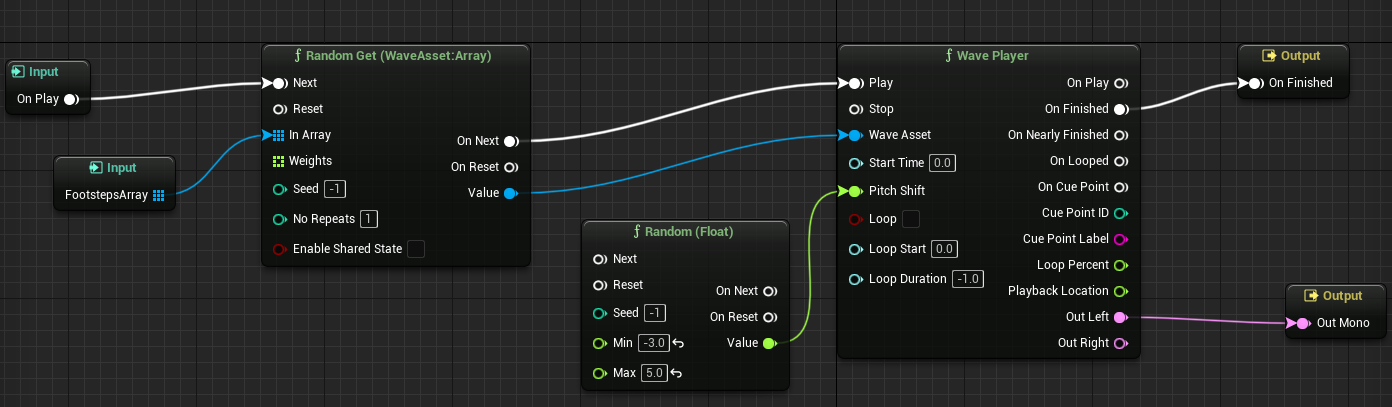 Input
On Play
Input
FootstepsArray
Random Get (WaveAsset:Array)
Next
Reset
In Array
Weights
Seed -1
No Repeats 1
Enable Shared State
On Next
On Reset
Value
Random (Float)
Next
Reset
Seed -1
Min -3.0
Max 5.0
On Next
On Reset
Value
Wave Player
Play
Stop
Wave Asset
Start Time 0.0
Pitch Shift
Loop
Loop Start 0.0
Loop Duration -1.0
On Play
On Finished
On Nearly Finished
On Looped
On Cue Point
Cue Point ID
Cue Point Label
Loop Percent
Playback Location
Out Left
Out Right
Output
On Finished
Output
Out Mono